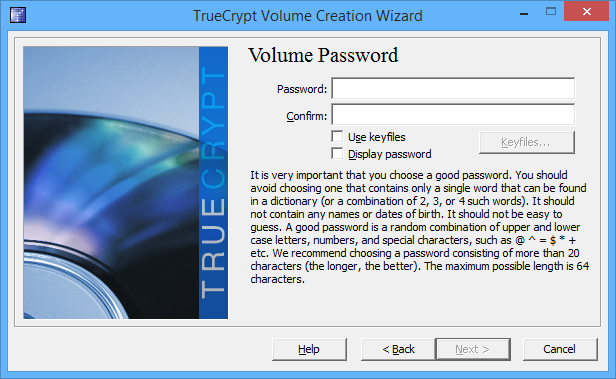 TrueCrypt Volume Creation Wizard
TRUECRYPT
Volume Password
Password:
Confirm:
Use keyfiles
Keyfiles...
Display password
It is very important that you choose a good password. You should
avoid choosing one that contains only a single word that can be found
in a dictionary (or a combination of 2, 3, or 4 such words). It should
not contain any names or dates of birth. It should not be easy to
guess. A good password is a random combination of upper and lower
case letters, numbers, and special characters, such as @ ^ = $ * +
etc. We recommend choosing a password consisting of more than 20
characters (the longer, the better). The maximum possible length is 64
characters.
Help
< Back
Next >
Cancel